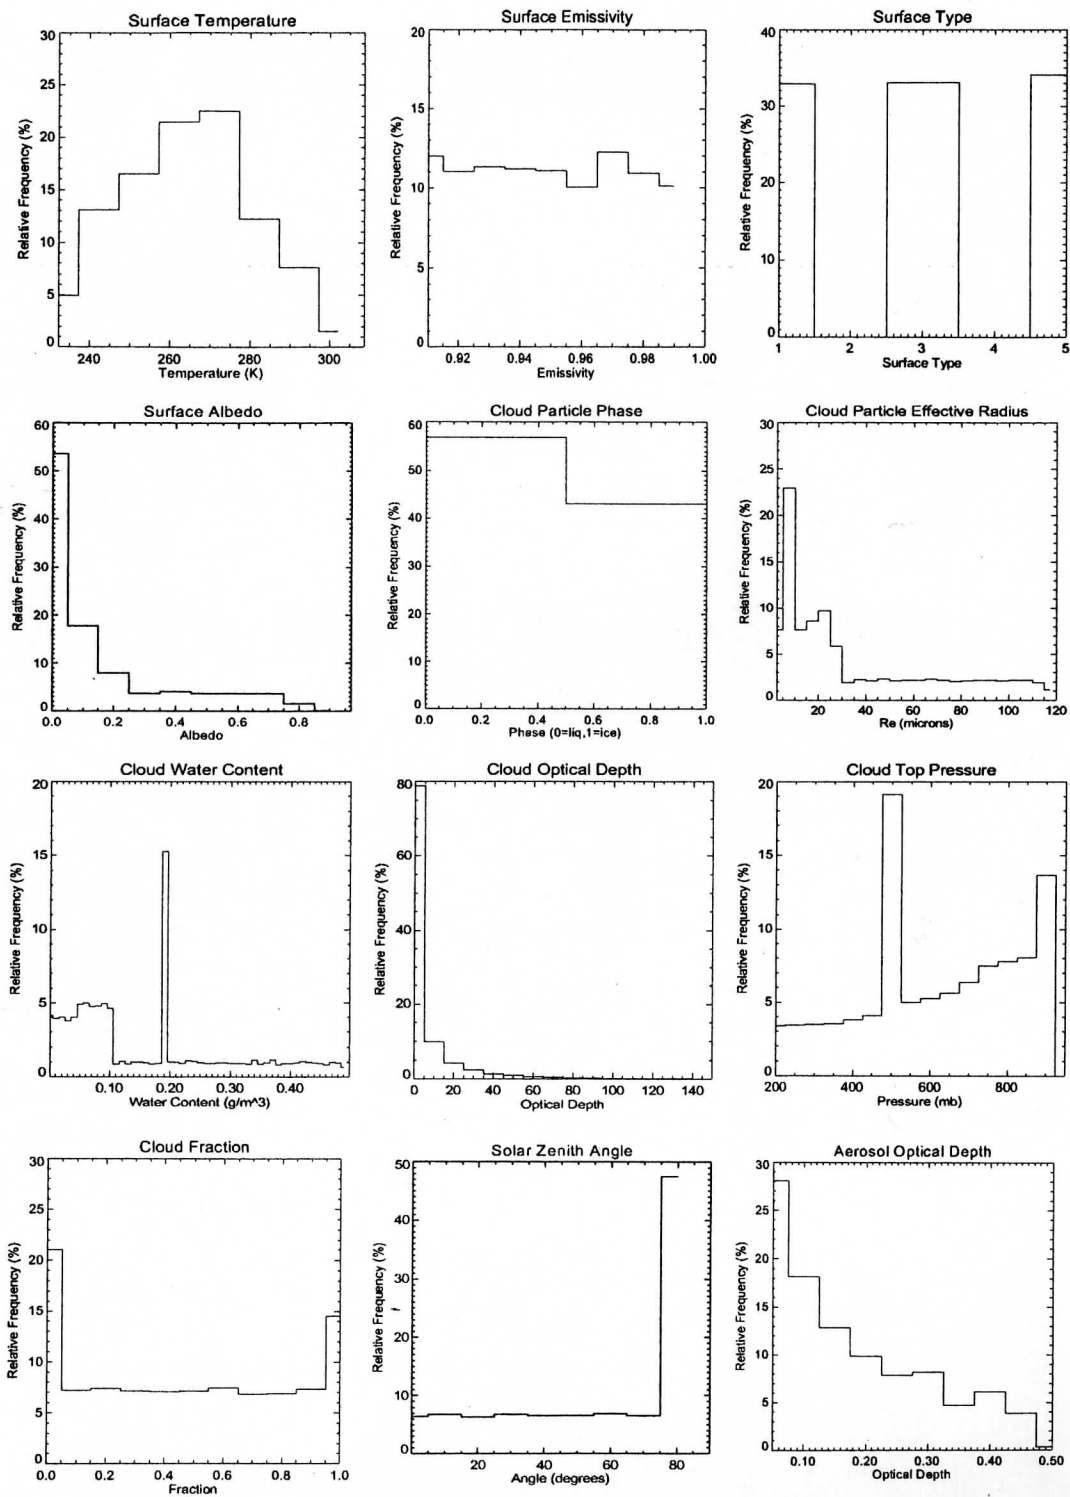 Surface Temperature
Relative Frequency (%)
30
25
20
15
10
5
0
240 260 280 300
Temperature (K)
Surface Emissivity
Relative Frequency (%)
20
15
10
5
0
0.92 0.94 0.96 0.98 1.00
Emissivity
Surface Type
Relative Frequency (%)
40
30
20
10
0
1 2 3 4 5
Surface Type
Surface Albedo
Relative Frequency (%)
60
50
40
30
20
10
0
0.0 0.2 0.4 0.6 0.8
Albedo
Cloud Particle Phase
Relative Frequency (%)
60
50
40
30
20
10
0
0.0 0.2 0.4 0.6 0.8 1.0
Phase (0=liq,1=ice)
Cloud Particle Effective Radius
Relative Frequency (%)
30
25
20
15
10
5
0
20 40 60 80 100 120
Re (microns)
Cloud Water Content
Relative Frequency (%)
20
15
10
5
0
0.10 0.20 0.30 0.40
Water Content (g/m^3)
Cloud Optical Depth
Relative Frequency (%)
80
60
40
20
0
0 20 40 60 80 100 120 140
Optical Depth
Cloud Top Pressure
Relative Frequency (%)
20
15
10
5
0
200 400 600 800
Pressure (mb)
Cloud Fraction
Relative Frequency (%)
30
25
20
15
10
5
0
0.0 0.2 0.4 0.6 0.8 1.0
Fraction
Solar Zenith Angle
Relative Frequency (%)
50
40
30
20
10
0
20 40 60 80
Angle (degrees)
Aerosol Optical Depth
Relative Frequency (%)
30
25
20
15
10
5
0
0.10 0.20 0.30 0.40 0.50
Optical Depth